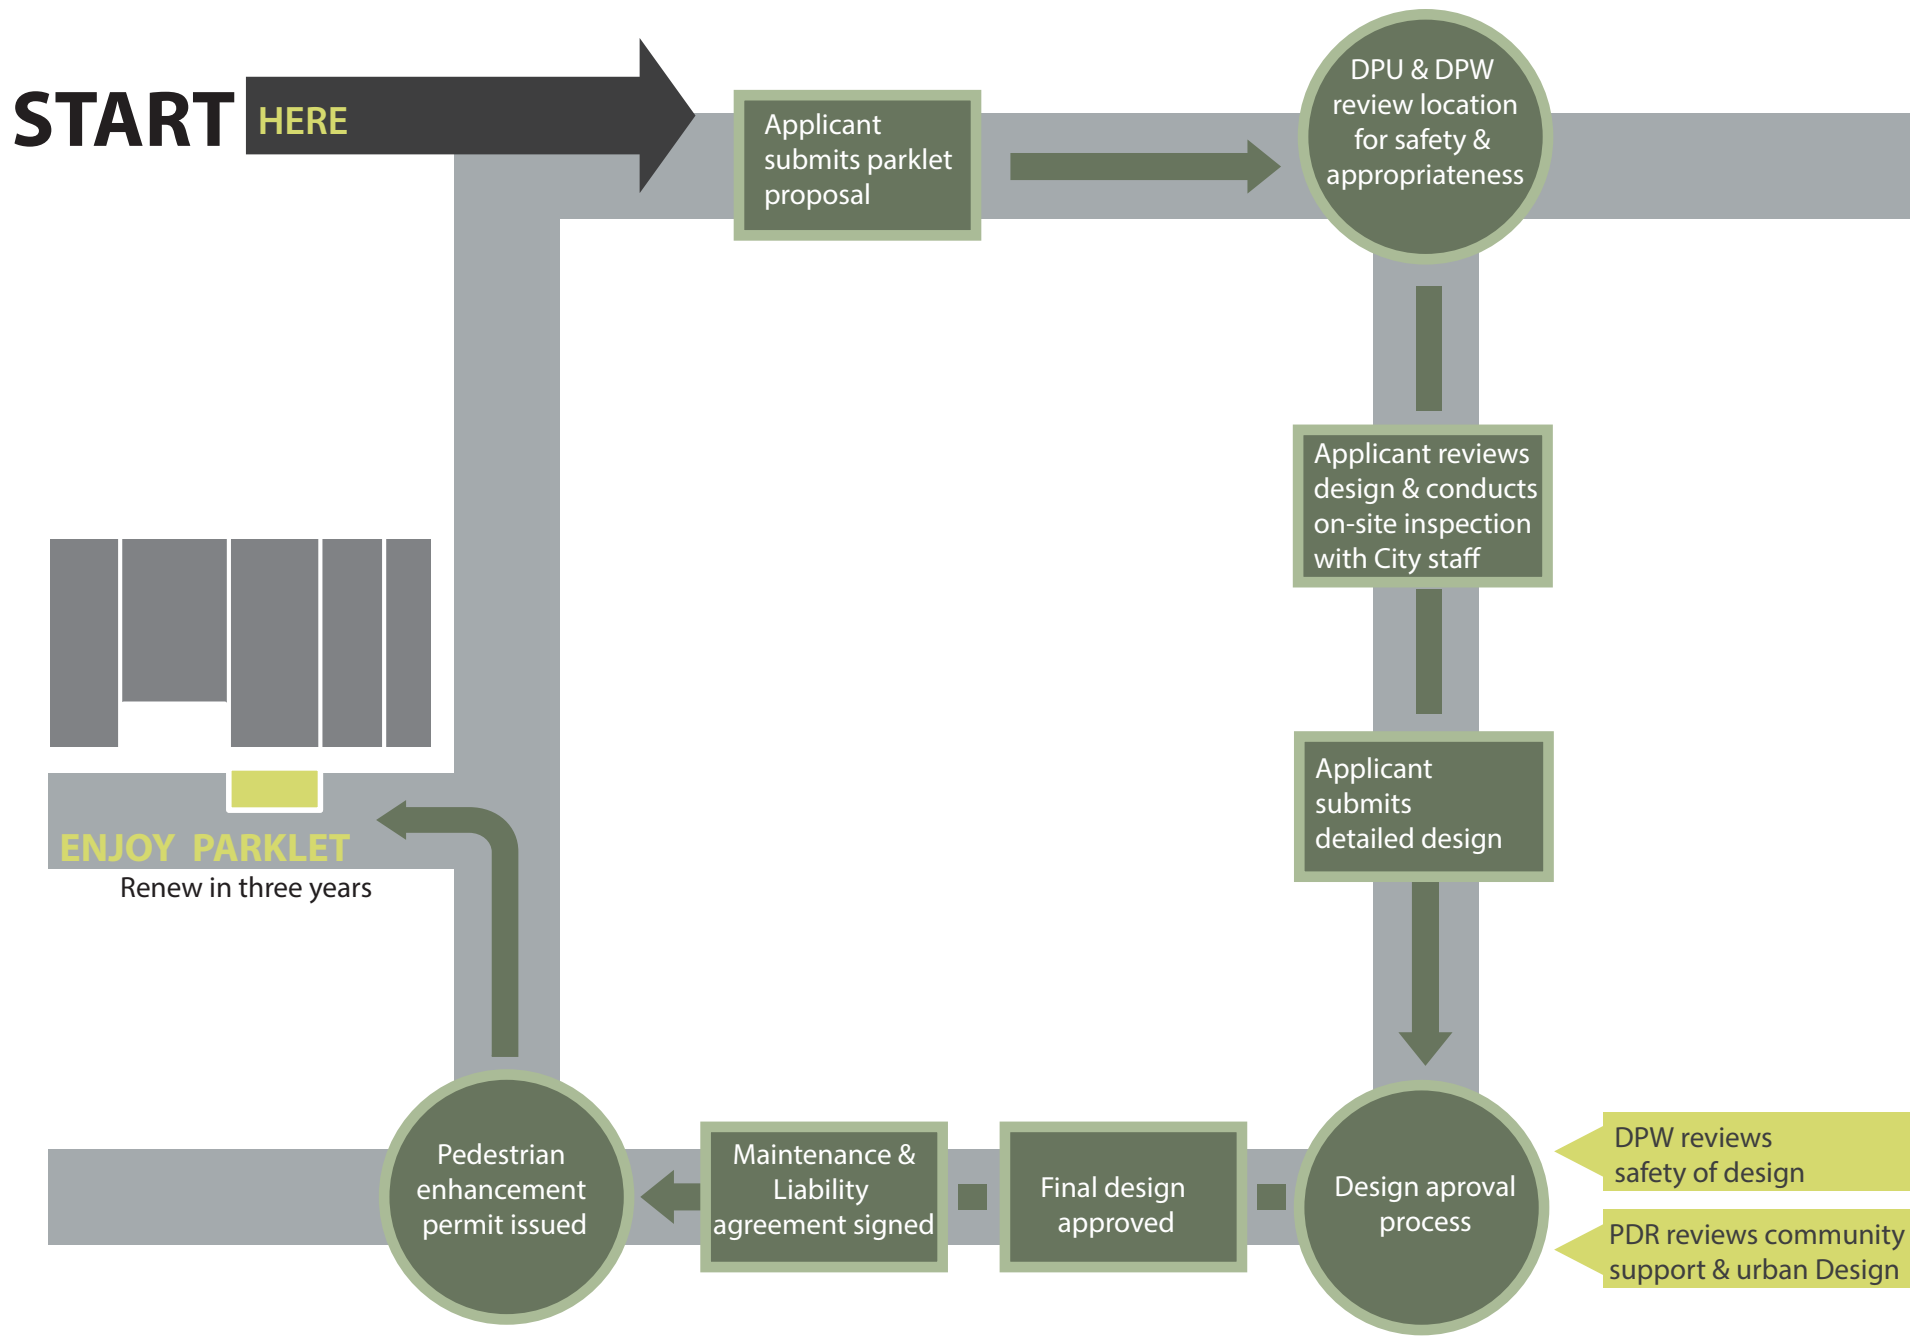 START
HERE
Applicant
submits parklet
proposal
DPU & DPW
review location
for safety &
appropriateness
Applicant reviews
design & conducts
on-site inspection
with City staff
Applicant
submits
detailed design
Design aproval
process
DPW reviews
safety of design
PDR reviews community
support & urban Design
Final design
approved
Maintenance &
Liability
agreement signed
Pedestrian
enhancement
permit issued
ENJOY PARKLET
Renew in three years